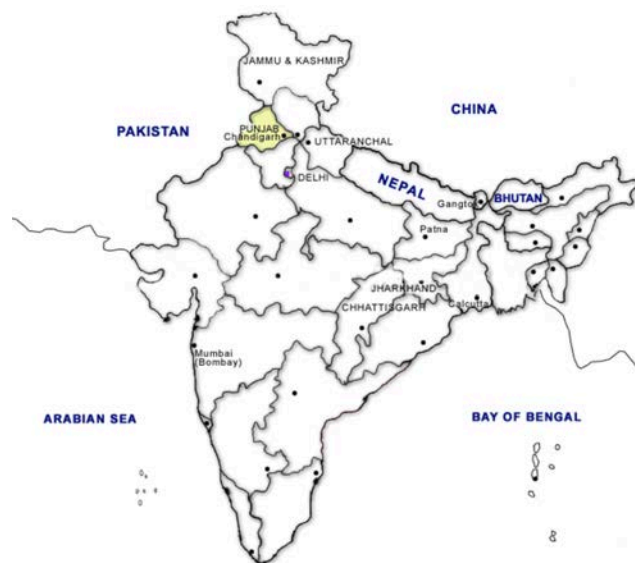 JAMMU & KASHMIR
CHINA
PAKISTAN
PUNJAB
Chandigarh
UTTARANCHAL
DELHI
NEPAL
BHUTAN
Gangto
Patna
JHARKHAND
CHHATTISGARH
Calcutta
Mumbai
(Bombay)
ARABIAN SEA
BAY OF BENGAL